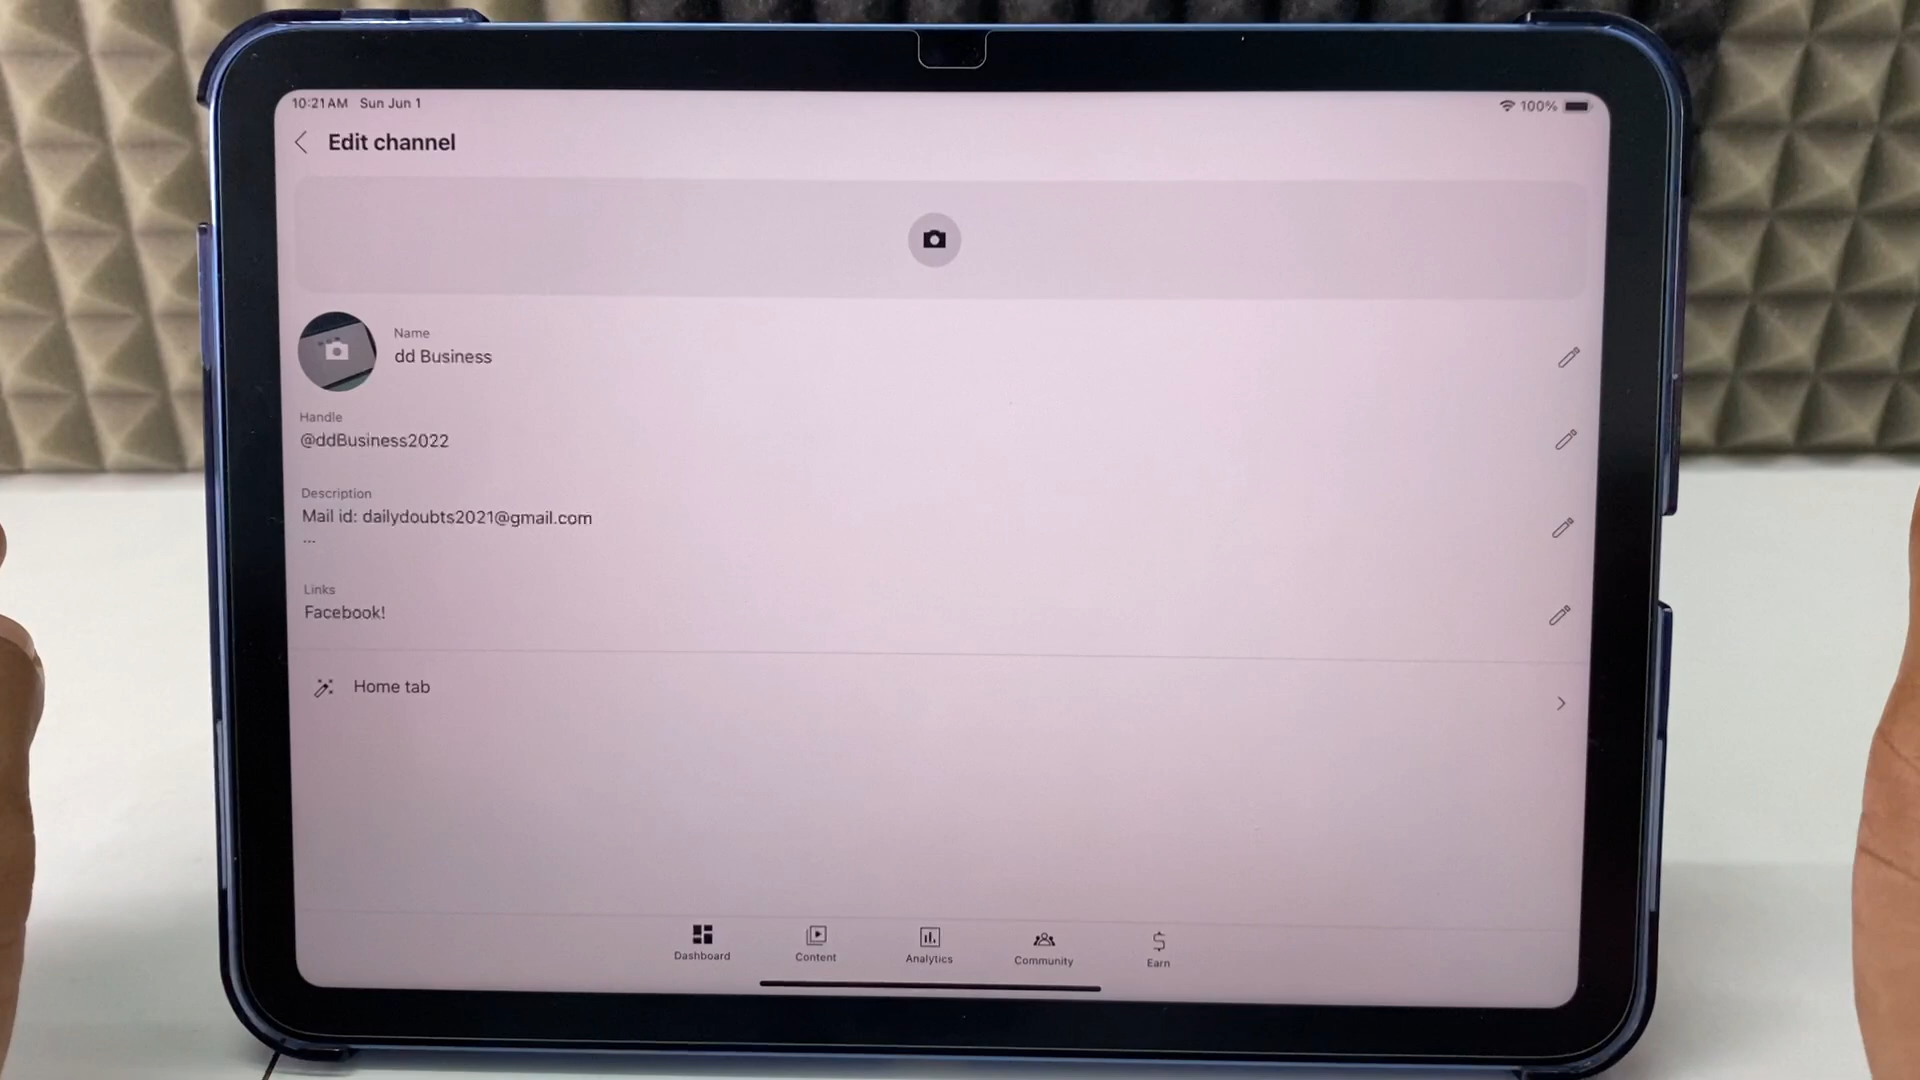 10:21 AM Sun Jun 1
100%
Edit channel
Name
dd Business
Handle
@ddBusiness2022
Description
Mail id: dailydoubts2021@gmail.com
...
Links
Facebook!
Home tab
Dashboard
Content
Analytics
Community
Earn